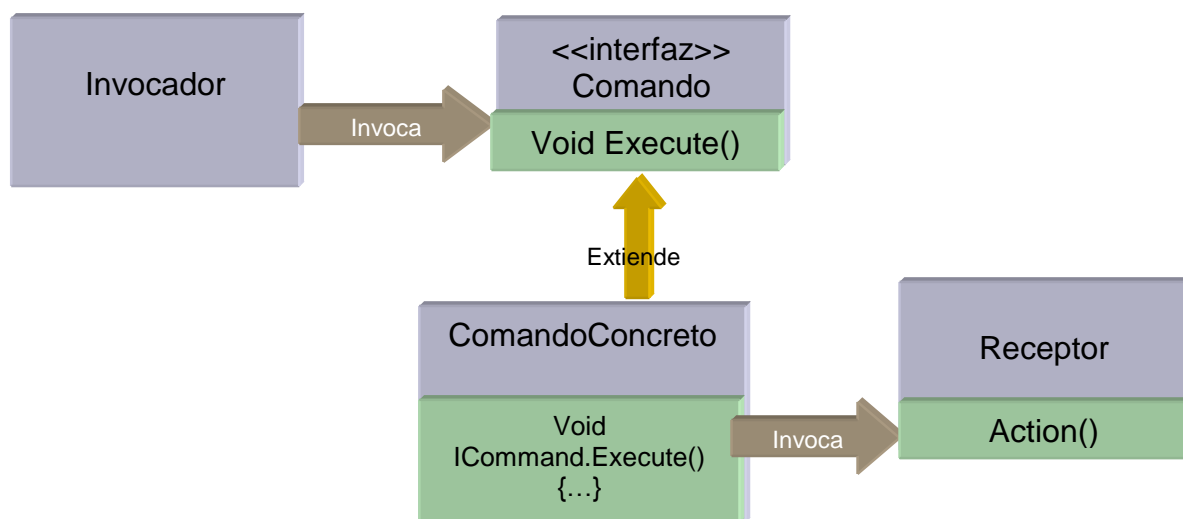 Invocador
Invoca
<<interfaz>>
Comando
Void Execute()
Extiende
ComandoConcreto
Void
ICommand.Execute()
{…}
Invoca
Receptor
Action()